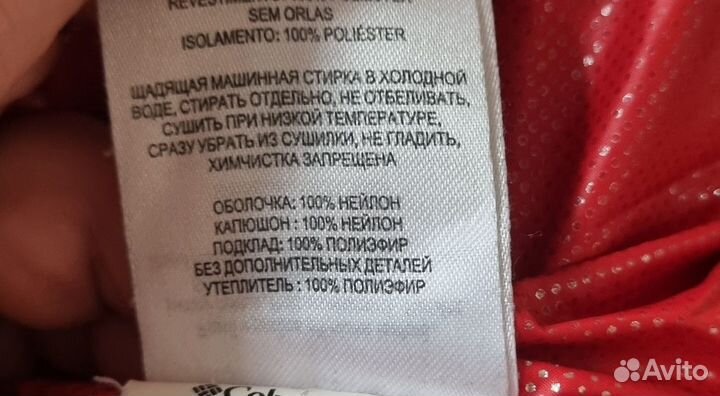 SEM ORLAS
ISOLAMENTO: 100% POLIÉSTER
ЩАДЯЩАЯ МАШИННАЯ СТИРКА В ХОЛОДНОЙ
ВОДЕ, СТИРАТЬ ОТДЕЛЬНО, НЕ ОТБЕЛИВАТЬ,
СУШИТЬ ПРИ НИЗКОЙ ТЕМПЕРАТУРЕ,
СРАЗУ УБРАТЬ ИЗ СУШИЛКИ, НЕ ГЛАДИТЬ,
ХИМЧИСТКА ЗАПРЕЩЕНА
ОБОЛОЧКА: 100% НЕЙЛОН
КАПЮШОН : 100% НЕЙЛОН
ПОДКЛАД: 100% ПОЛИЭФИР
БЕЗ ДОПОЛНИТЕЛЬНЫХ ДЕТАЛЕЙ
УТЕПЛИТЕЛЬ : 100% ПОЛИЭФИР
Avito